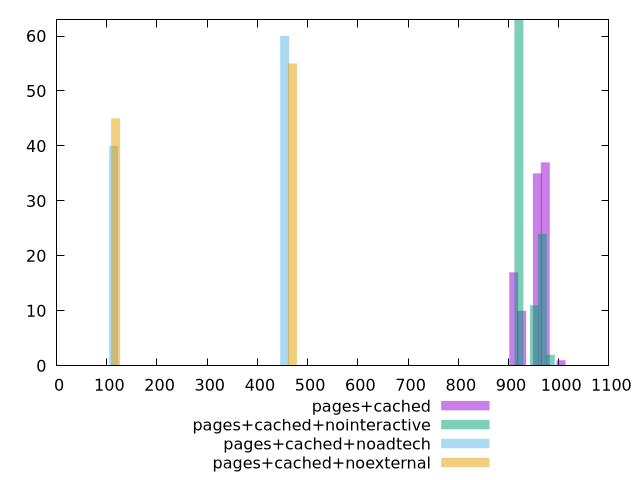 60
50
40
30
20
10
0
0 100 200 300 400 500 600 700 800 900 1000 1100
pages+cached
pages+cached+nointeractive
pages+cached+noadtech
pages+cached+noexternal